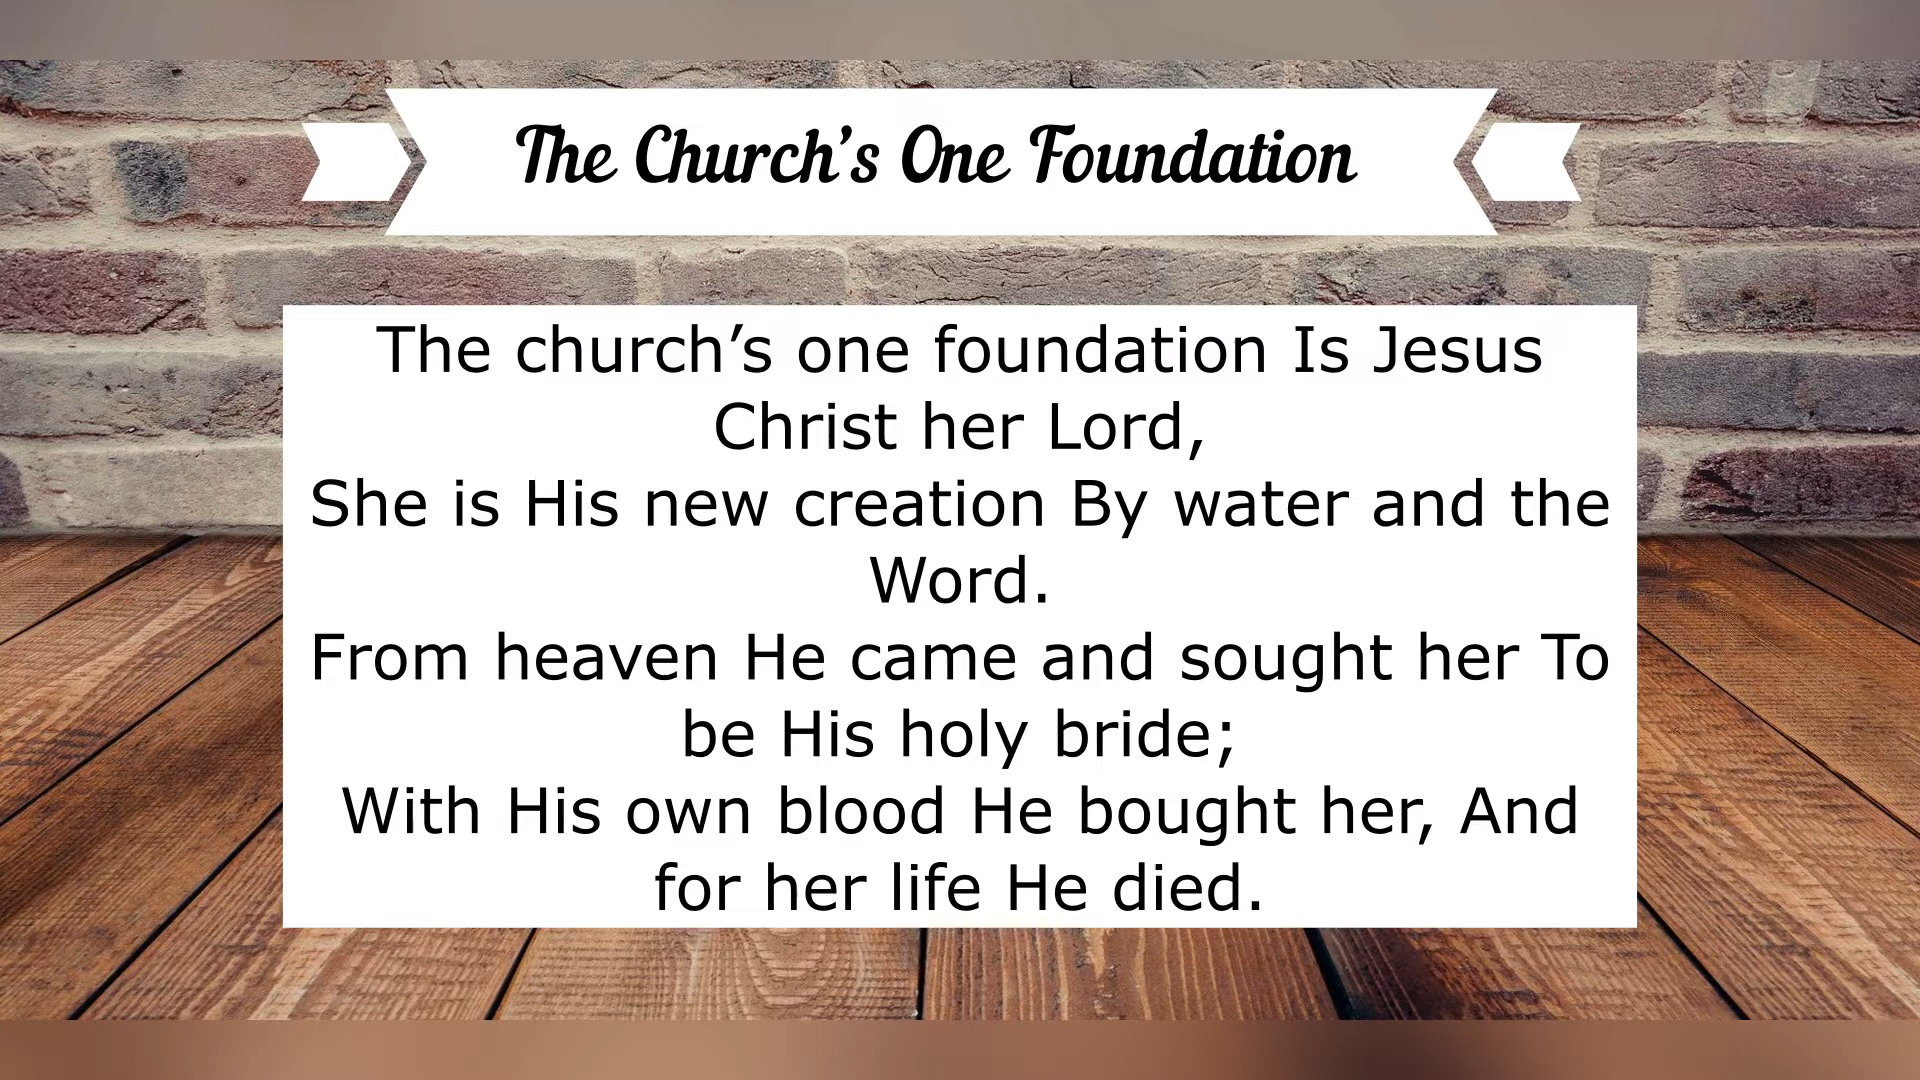 The Church’s One Foundation
The church’s one foundation Is Jesus
Christ her Lord,
She is His new creation By water and the
Word.
From heaven He came and sought her To
be His holy bride;
With His own blood He bought her, And
for her life He died.